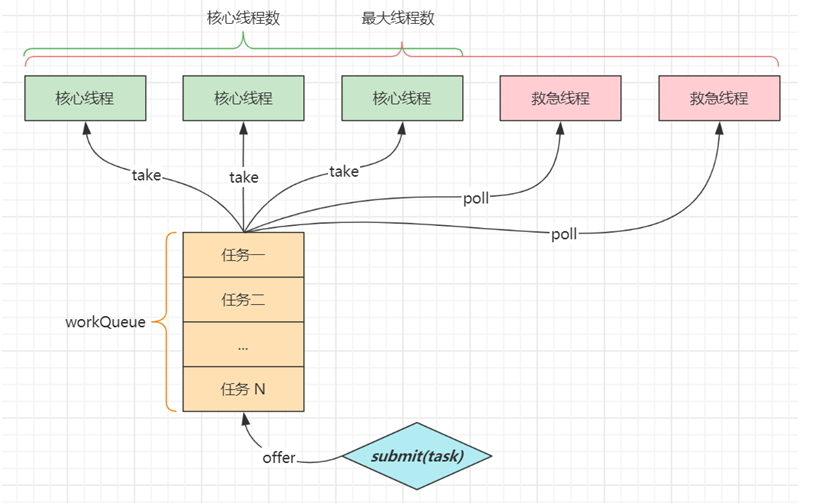 核心线程数
最大线程数
核心线程
核心线程
核心线程
救急线程
救急线程
take
take
take
poll
poll
任务一
任务二
...
任务 N
workQueue
offer
submit(task)